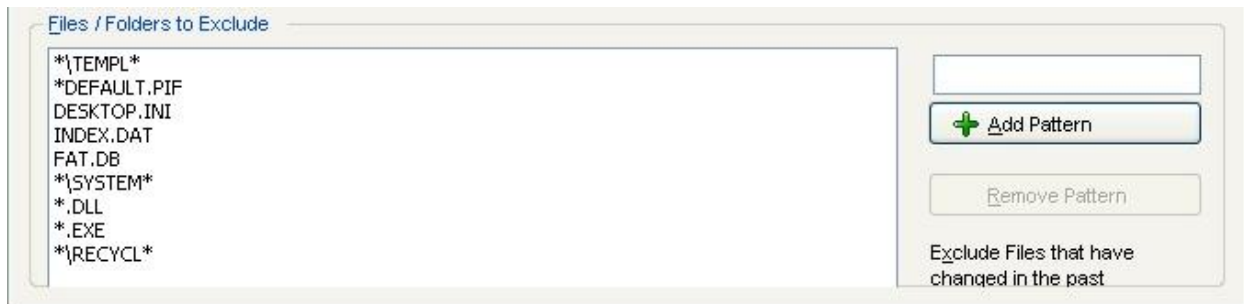 Files / Folders to Exclude
*\TEMPL*
*DEFAULT.PIF
DESKTOP.INI
INDEX.DAT
FAT.DB
*\SYSTEM*
*.DLL
*.EXE
*\RECYCL*
Add Pattern
Remove Pattern
Exclude Files that have
changed in the past